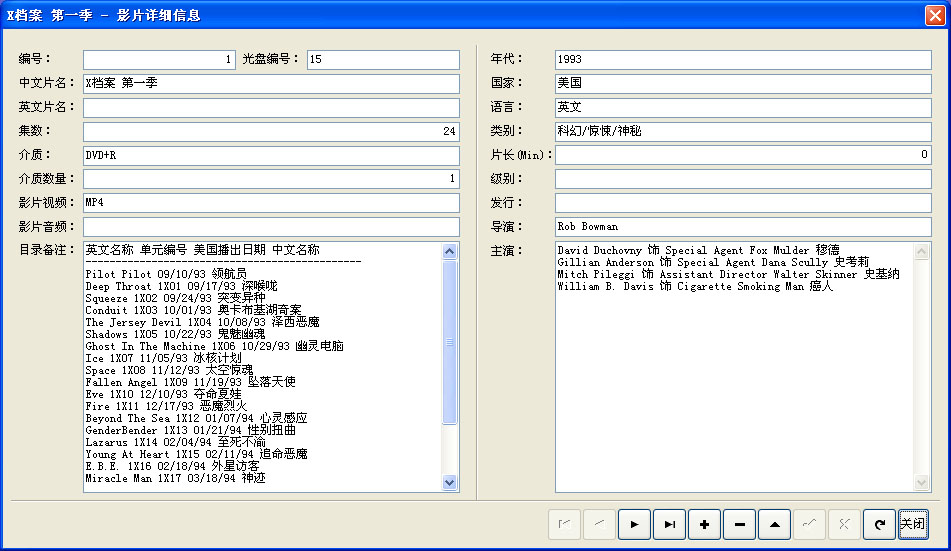 X档案 第一季 - 影片详细信息
编号： 1 光盘编号： 15
中文片名： X档案 第一季
英文片名：
集数： 24
介质： DVD+R
介质数量： 1
影片视频： MP4
影片音频：
目录备注： 英文名称 单元编号 美国播出日期 中文名称
---------------------------------------------
Pilot Pilot 09/10/93 领航员
Deep Throat 1X01 09/17/93 深喉咙
Squeeze 1X02 09/24/93 突变异种
Conduit 1X03 10/01/93 奥卡布基湖奇案
The Jersey Devil 1X04 10/08/93 泽西恶魔
Shadows 1X05 10/22/93 鬼魅幽魂
Ghost In The Machine 1X06 10/29/93 幽灵电脑
Ice 1X07 11/05/93 冰核计划
Space 1X08 11/12/93 太空惊魂
Fallen Angel 1X09 11/19/93 坠落天使
Eve 1X10 12/10/93 夺命夏娃
Fire 1X11 12/17/93 恶魔烈火
Beyond The Sea 1X12 01/07/94 心灵感应
GenderBender 1X13 01/21/94 性别扭曲
Lazarus 1X14 02/04/94 至死不渝
Young At Heart 1X15 02/11/94 追命恶魔
E.B.E. 1X16 02/18/94 外星访客
Miracle Man 1X17 03/18/94 神迹
年代： 1993
国家： 美国
语言： 英文
类别： 科幻/惊悚/神秘
片长(Min)： 0
级别：
发行：
导演： Rob Bowman
主演： David Duchovny 饰 Special Agent Fox Mulder 穆德
Gillian Anderson 饰 Special Agent Dana Scully 史考莉
Mitch Pileggi 饰 Assistant Director Walter Skinner 史基纳
William B. Davis 饰 Cigarette Smoking Man 癌人
关闭